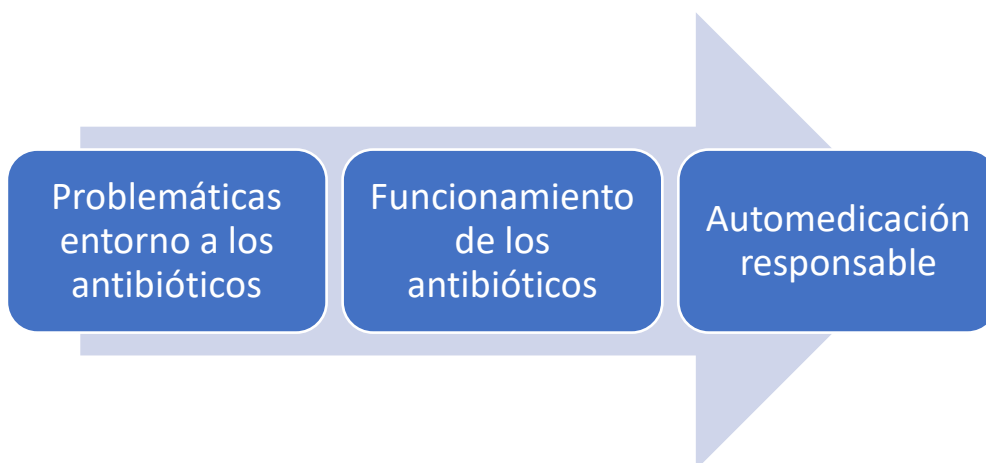 Problemáticas
entorno a los
antibióticos
Funcionamiento
de los
antibióticos
Automedicación
responsable